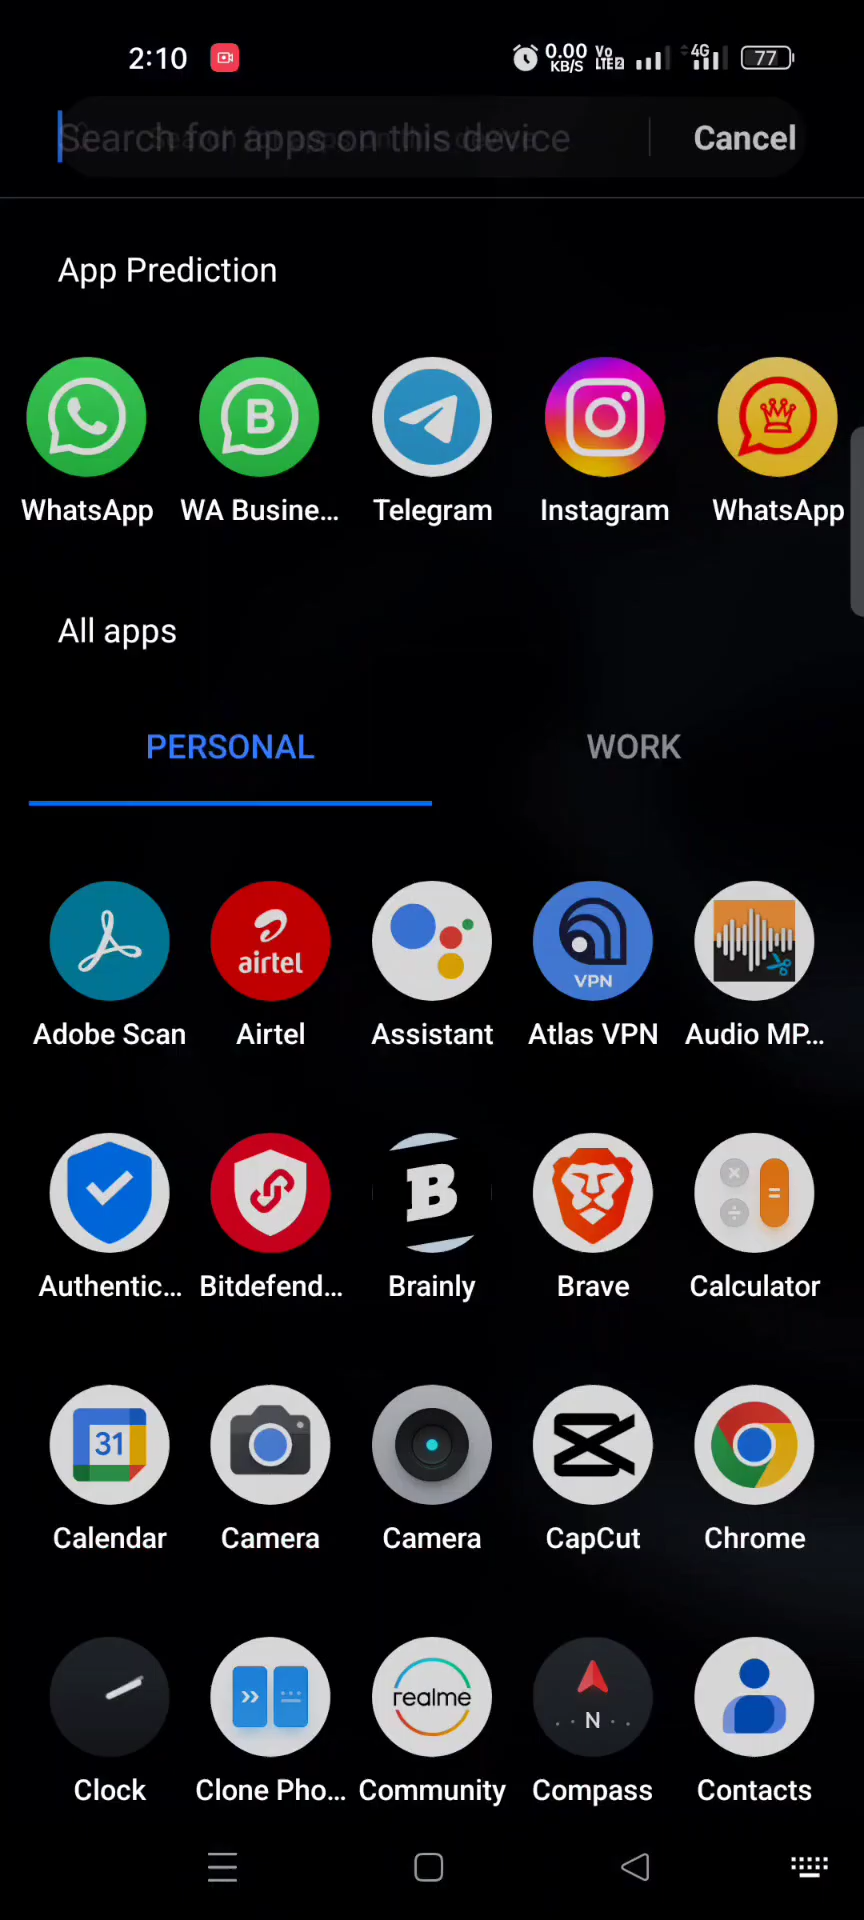 2:10 0.00 KB/S Vo LTE2 4G 77
Search for apps on this device Cancel
App Prediction
B
WhatsApp WA Busine... Telegram Instagram WhatsApp
All apps
PERSONAL WORK
airtel VPN
Adobe Scan Airtel Assistant Atlas VPN Audio MP...
B
Authentic... Bitdefend... Brainly Brave Calculator
31
Calendar Camera Camera CapCut Chrome
realme N
Clock Clone Pho... Community Compass Contacts